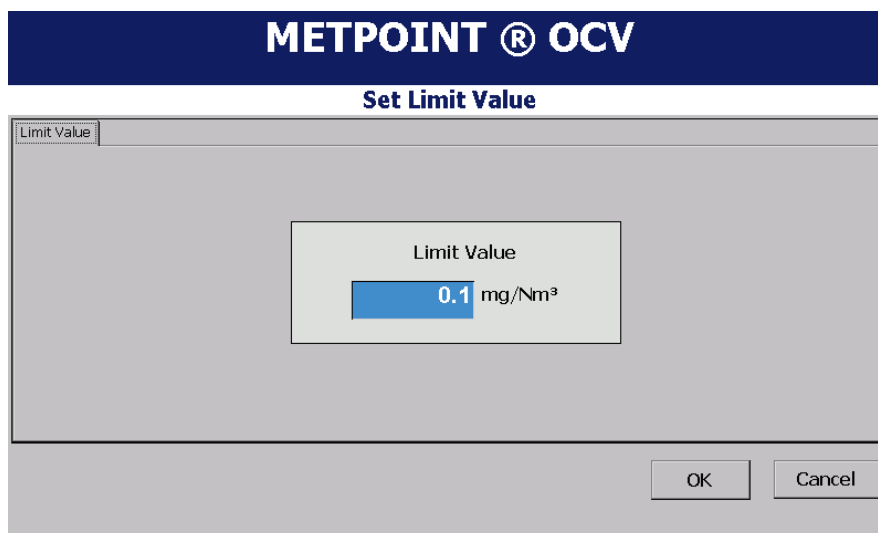 METPOINT ® OCV
Set Limit Value
Limit Value
Limit Value
0.1 mg/Nm³
OK Cancel